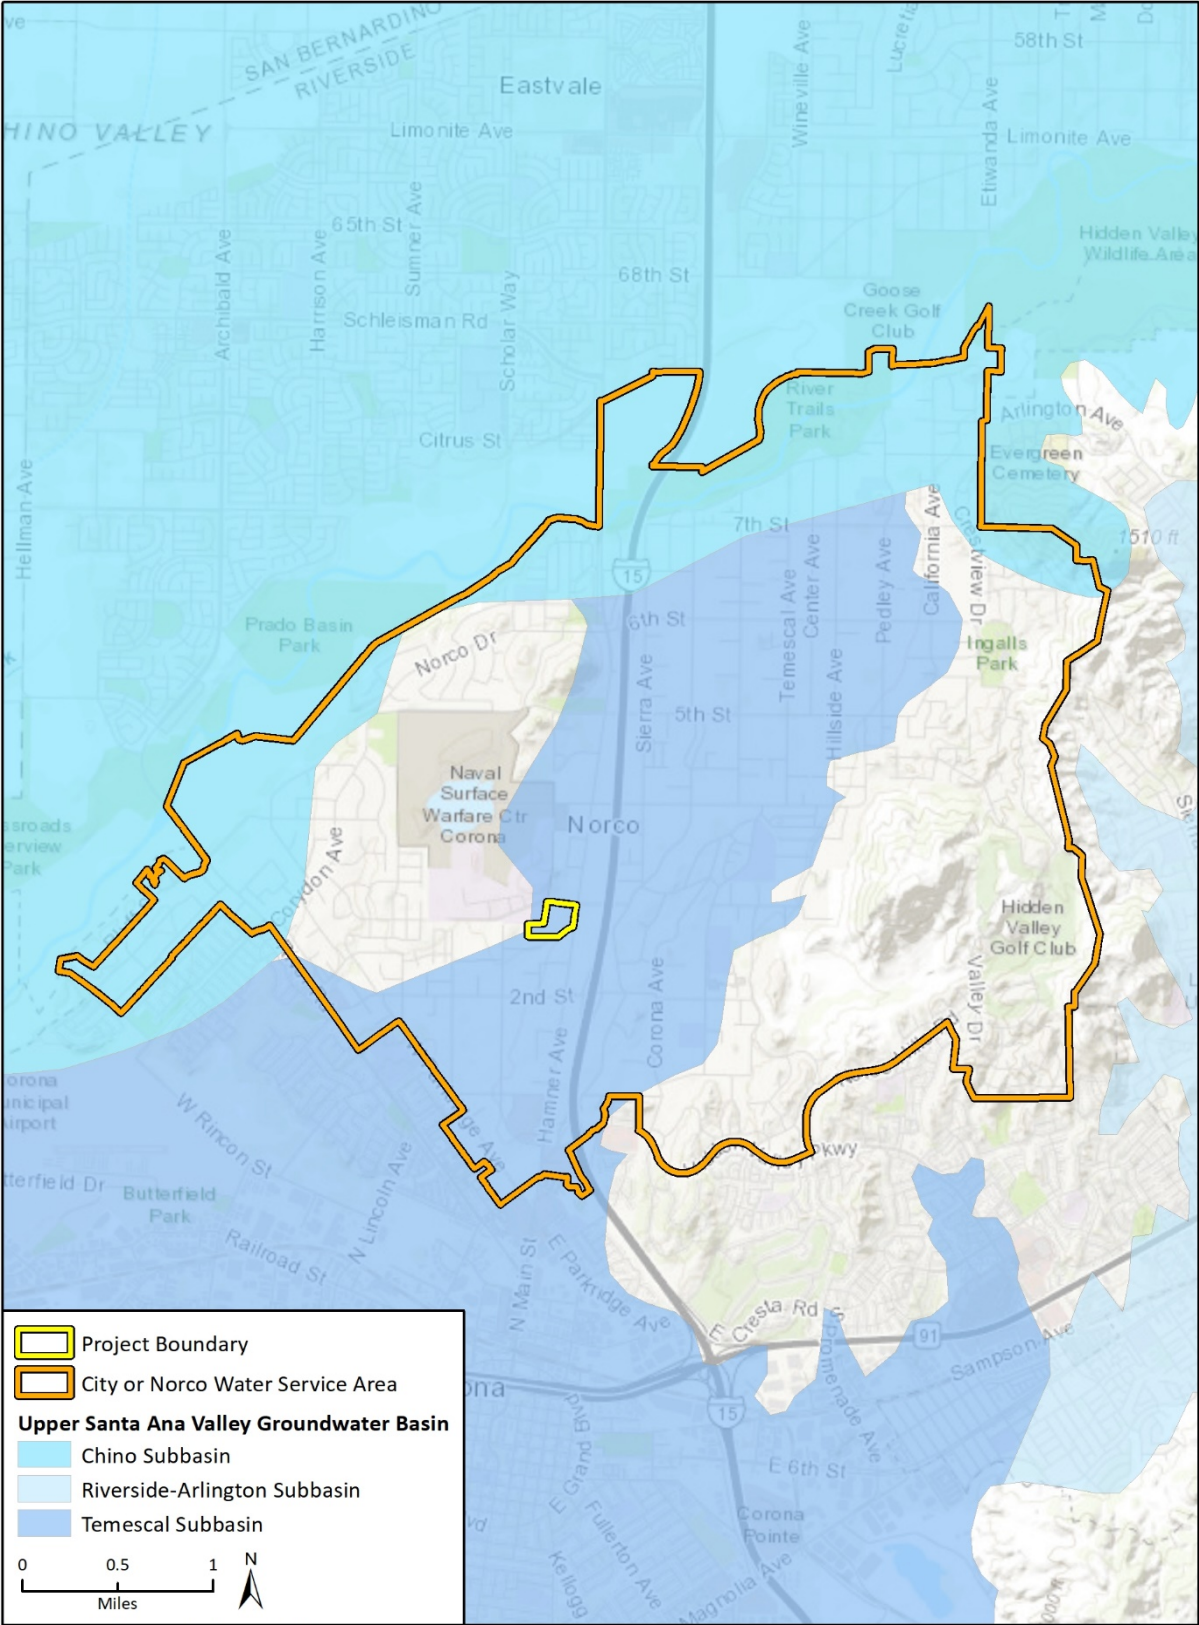 SAN BERNARDINO
RIVERSIDE
58th St
Eastvale
Wineville Ave
Limonite Ave
Limonite Ave
Etiwanda Ave
65th St
Sumner Ave
Archibald Ave
Harrison Ave
68th St
Hidden Valley
Wildlife Area
Goose
Creek Golf
Club
Schleisman Rd
Scholar Way
River
Trails
Park
Arlington Ave
Citrus St
Evergreen
Cemetery
Hellman Ave
7th St
California Ave
Crestview Dr
1510 ft
15
Center Ave
Temescal Ave
Pedley Ave
Prado Basin
Park
6th St
Norco Dr
Ingalls
Park
Sierra Ave
5th St
Hillside Ave
Naval
Surface
Warfare Ctr
Corona
Norco
Corydon Ave
Hidden
Valley
Golf Club
Valley Dr
2nd St
Corona Ave
Hamner Ave
W Rincon St
Butterfield
Park
N Lincoln Ave
Railroad St
N Main St
E Parkridge Ave
E Cresta Rd
91
Sampson Ave
15
E Grand Blvd
E 6th St
Corona
Pointe
Fullerton Ave
Magnolia Ave
Kellogg
Project Boundary
City or Norco Water Service Area
Upper Santa Ana Valley Groundwater Basin
Chino Subbasin
Riverside-Arlington Subbasin
Temescal Subbasin
0 0.5 1
Miles
N